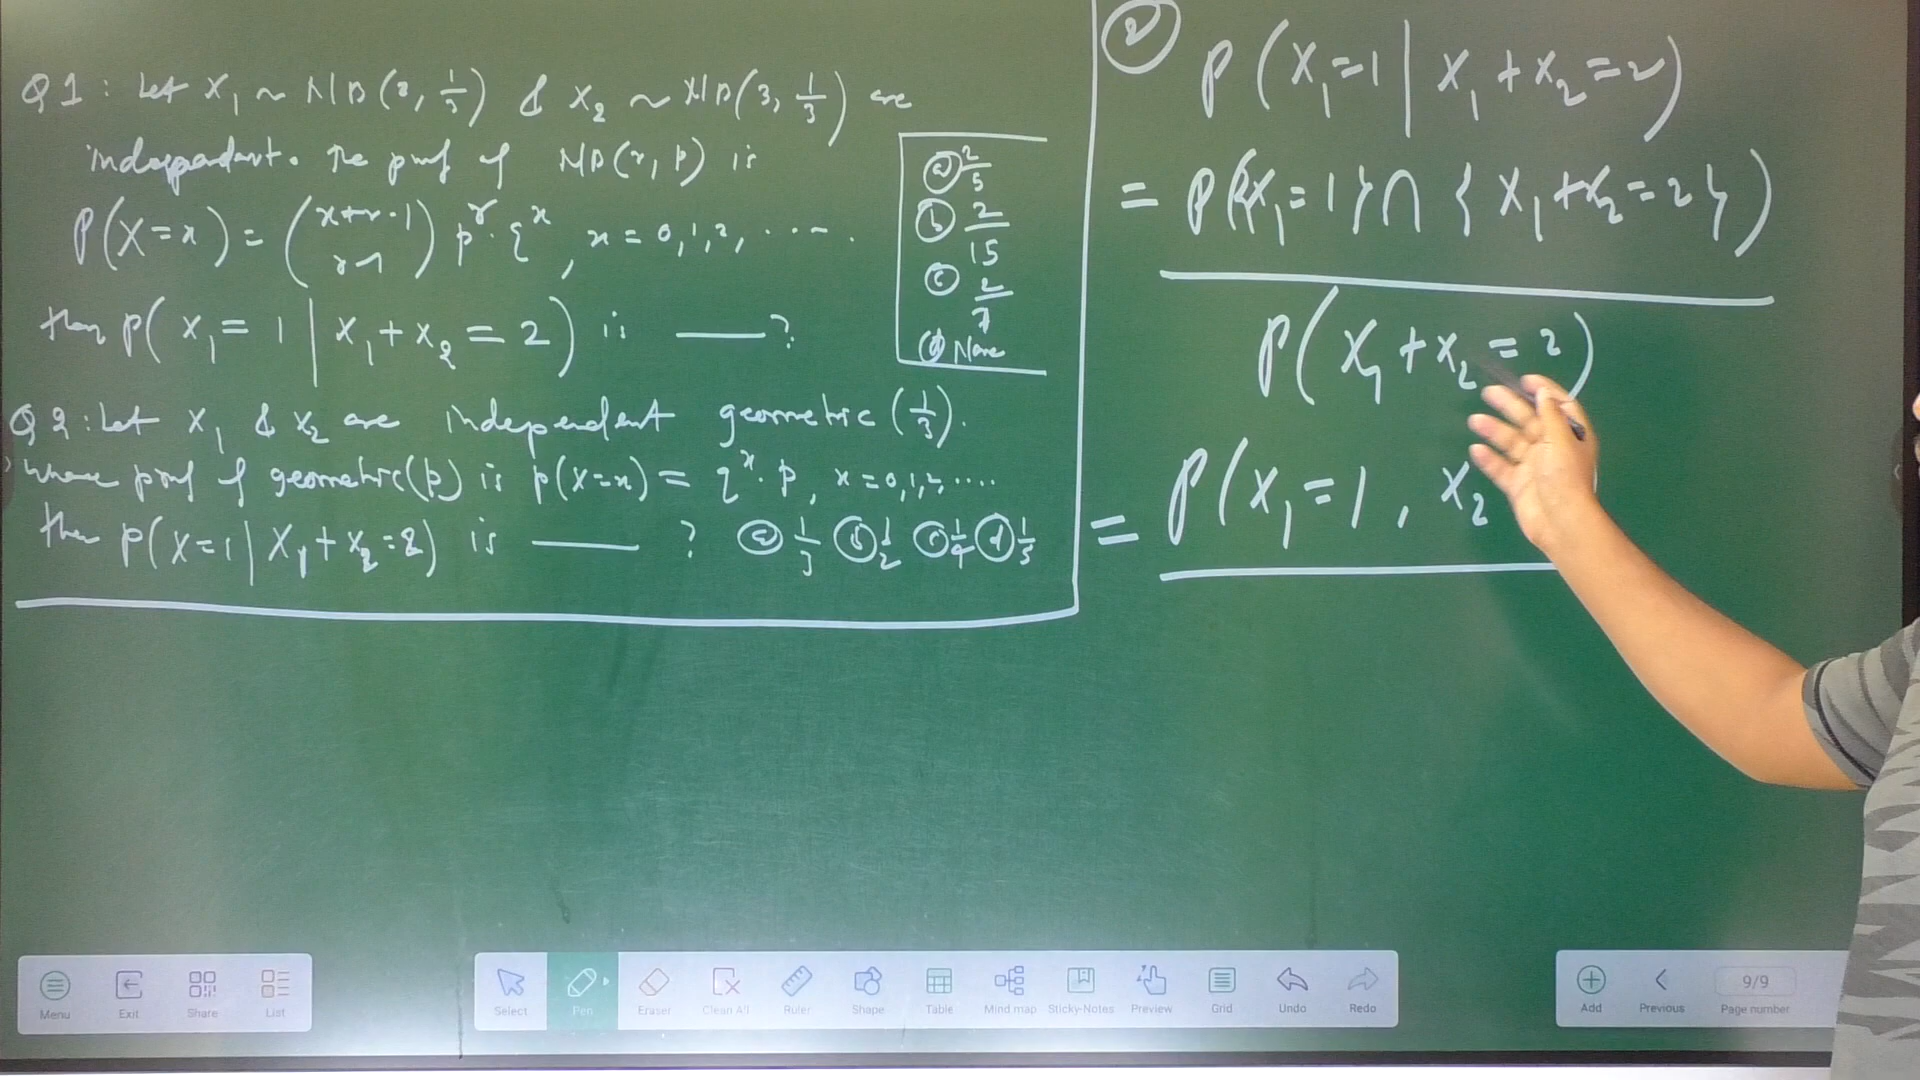 Q1: Let X₁ ~ NB(2, 1/3) & X₂ ~ NB(3, 1/3) are
independent. The pmf of NB(r, p) is
P(X=x) = (x+r-1 r-1) p^r · q^x, x = 0,1,2, ....
then P( X₁ = 1 | X₁ + X₂ = 2 ) is ___?
(a) 2/5
(b) 2/15
(c) 2/7
(d) None
Q2: Let X₁ & X₂ are independent geometric (1/3).
where pmf of geometric(p) is p(X=x) = q^x · p, x = 0,1,2,....
then P(X=1 | X₁ + X₂=2) is ___ ? (a) 1/3 (b) 1/2 (c) 1/4 (d) 1/5
(2) P(X₁=1 | X₁ + X₂ = 2)
= P({X₁ = 1} ∩ { X₁ + X₂ = 2 })
P(X₁ + X₂ = 2)
= P(X₁ = 1, X₂
Menu Exit Share List
Select Pen Eraser Clean All Ruler Shape Table Mind map Sticky-Notes Preview Grid Undo Redo
Add Previous 9/9 Page number